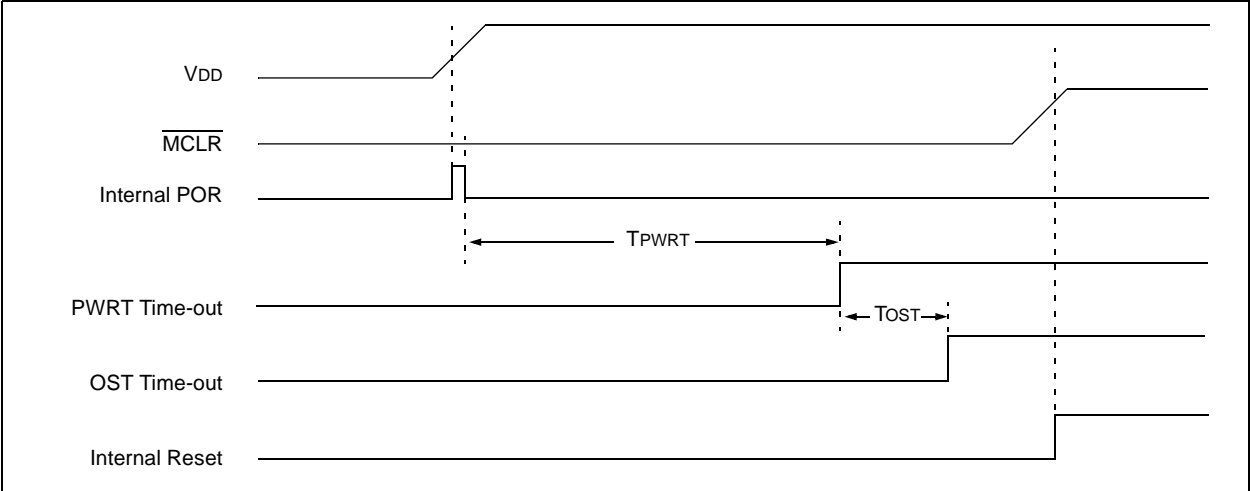 VDD
MCLR
Internal POR
TPWRT
PWRT Time-out
TOST
OST Time-out
Internal Reset